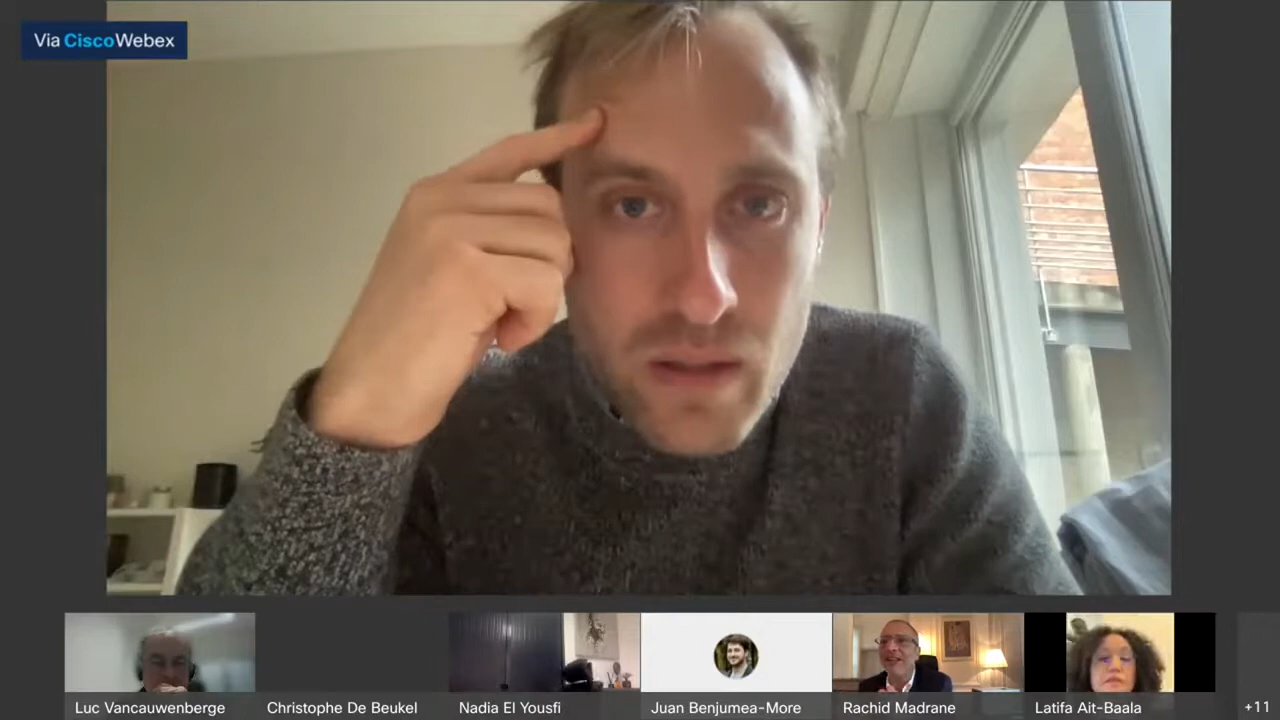 Via CiscoWebex
Luc Vancauwenberge
Christophe De Beukel
Nadia El Yousfi
Juan Benjumea-More
Rachid Madrane
Latifa Ait-Baala
+11